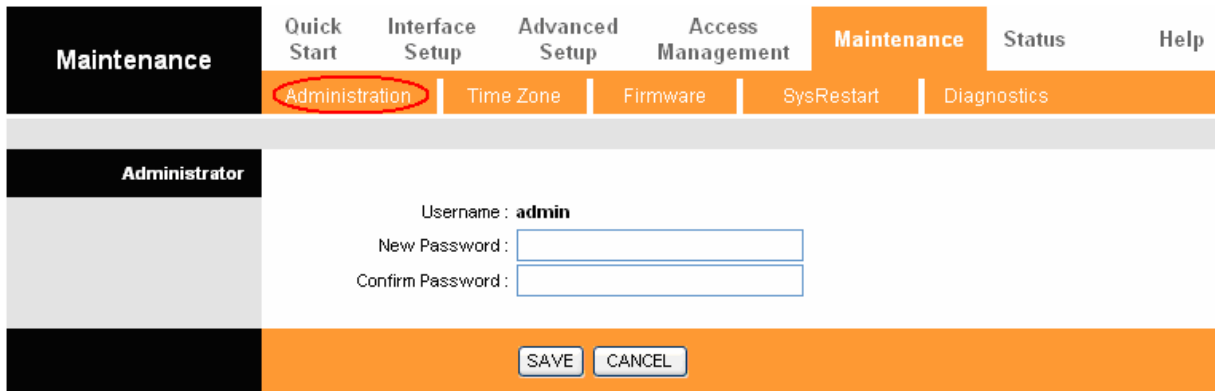 Maintenance
Quick Start
Interface Setup
Advanced Setup
Access Management
Maintenance
Status
Help
Administration
Time Zone
Firmware
SysRestart
Diagnostics
Administrator
Username : admin
New Password :
Confirm Password :
SAVE CANCEL